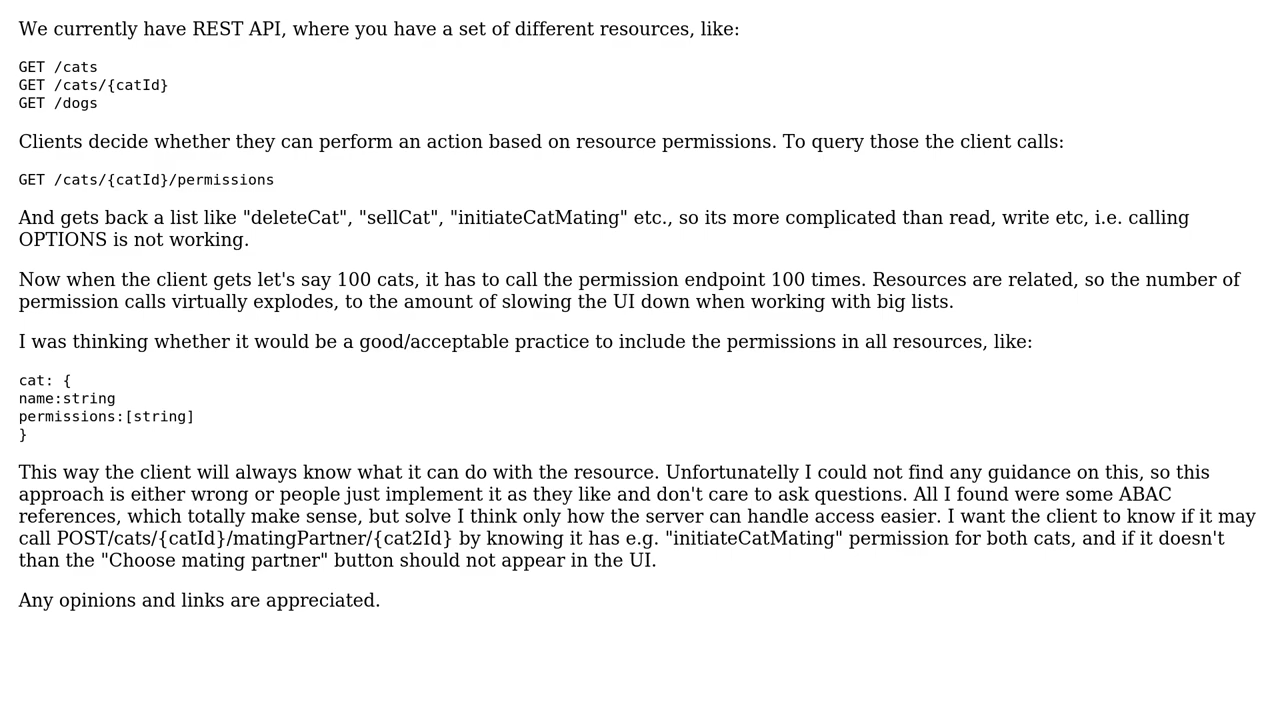 We currently have REST API, where you have a set of different resources, like:
GET /cats
GET /cats/{catId}
GET /dogs
Clients decide whether they can perform an action based on resource permissions. To query those the client calls:
GET /cats/{catId}/permissions
And gets back a list like "deleteCat", "sellCat", "initiateCatMating" etc., so its more complicated than read, write etc, i.e. calling
OPTIONS is not working.
Now when the client gets let's say 100 cats, it has to call the permission endpoint 100 times. Resources are related, so the number of
permission calls virtually explodes, to the amount of slowing the UI down when working with big lists.
I was thinking whether it would be a good/acceptable practice to include the permissions in all resources, like:
cat: {
name:string
permissions:[string]
}
This way the client will always know what it can do with the resource. Unfortunatelly I could not find any guidance on this, so this
approach is either wrong or people just implement it as they like and don't care to ask questions. All I found were some ABAC
references, which totally make sense, but solve I think only how the server can handle access easier. I want the client to know if it may
call POST/cats/{catId}/matingPartner/{cat2Id} by knowing it has e.g. "initiateCatMating" permission for both cats, and if it doesn't
than the "Choose mating partner" button should not appear in the UI.
Any opinions and links are appreciated.